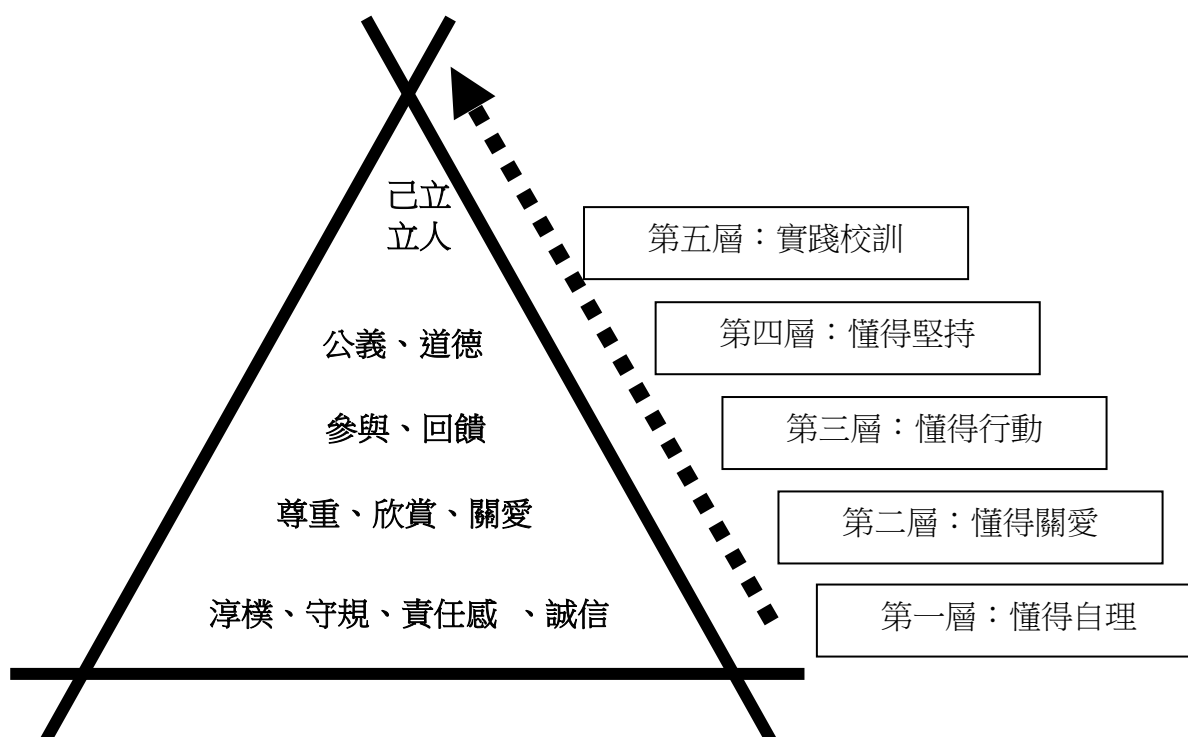 己立
立人
第五層：實踐校訓
公義、道德
第四層：懂得堅持
參與、回饋
第三層：懂得行動
尊重、欣賞、關愛
第二層：懂得關愛
淳樸、守規、責任感 、誠信
第一層：懂得自理